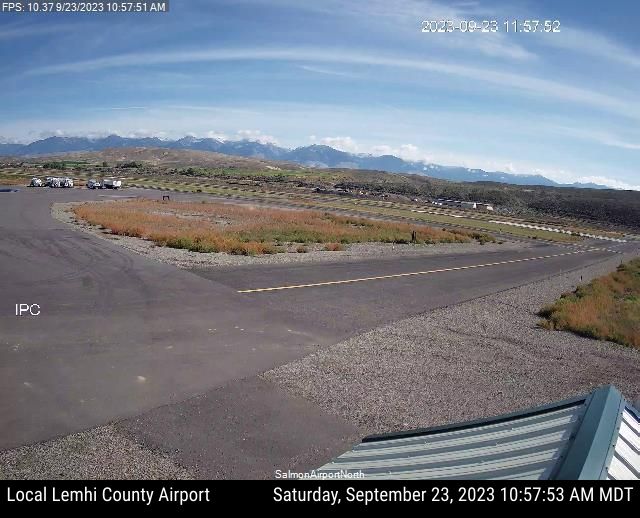 FPS: 10.37 9/23/2023 10:57:51 AM
2023-09-23 11:57:52
IPC
SalmonAirportNorth
Local Lemhi County Airport Saturday, September 23, 2023 10:57:53 AM MDT